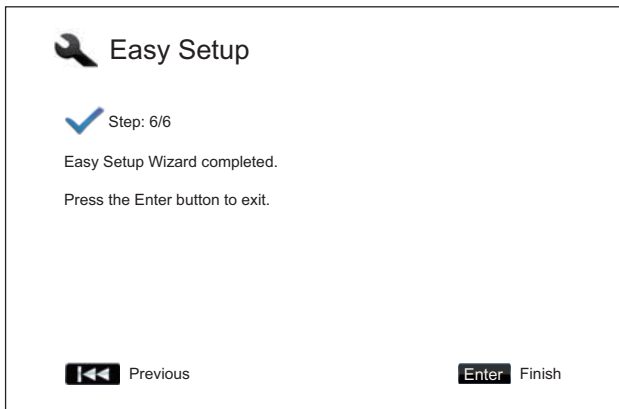 Easy Setup
Step: 6/6
Easy Setup Wizard completed.
Press the Enter button to exit.
Previous
Enter Finish